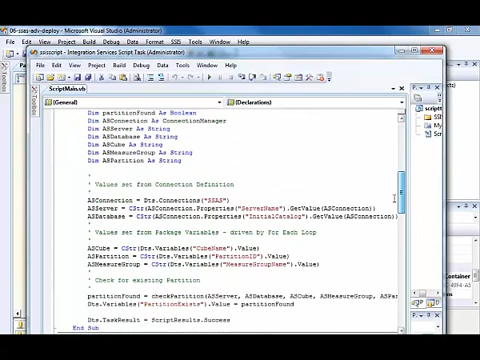 06-ssas-adv-deploy - Microsoft Visual Studio (Administrator)
File Edit View Project Build Debug Data Format SSIS Tools Window Help
ssisscript - Integration Services Script Task (Administrator)
File Edit View Project Build Debug Data Tools Window Help
ScriptMain.vb
(General) (Declarations)
Dim partitionFound As Boolean
Dim ASConnection As ConnectionManager
Dim ASServer As String
Dim ASDatabase As String
Dim ASCube As String
Dim ASMeasureGroup As String
Dim ASPartition As String
'
' Values set from Connection Definition
'
ASConnection = Dts.Connections("SSAS")
ASServer = CStr(ASConnection.Properties("ServerName").GetValue(ASConnection))
ASDatabase = CStr(ASConnection.Properties("InitialCatalog").GetValue(ASConnection))
'
' Values set from Package Variables - driven by For Each Loop
'
ASCube = CStr(Dts.Variables("CubeName").Value)
ASPartition = CStr(Dts.Variables("PartitionID").Value)
ASMeasureGroup = CStr(Dts.Variables("MeasureGroupName").Value)
'
' Check for existing Partition
'
partitionFound = checkPartition(ASServer, ASDatabase, ASCube, ASMeasureGroup, ASPa
Dts.Variables("PartitionExists").Value = partitionFound
Dts.TaskResult = ScriptResults.Success
End Sub